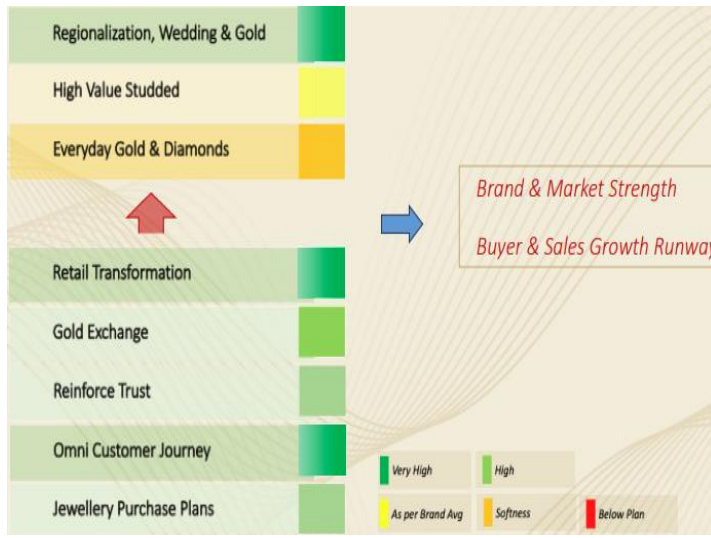 Regionalization, Wedding & Gold
High Value Studded
Everyday Gold & Diamonds
Brand & Market Strength
Buyer & Sales Growth Runway
Retail Transformation
Gold Exchange
Reinforce Trust
Omni Customer Journey
Jewellery Purchase Plans
Very High
High
As per Brand Avg
Softness
Below Plan